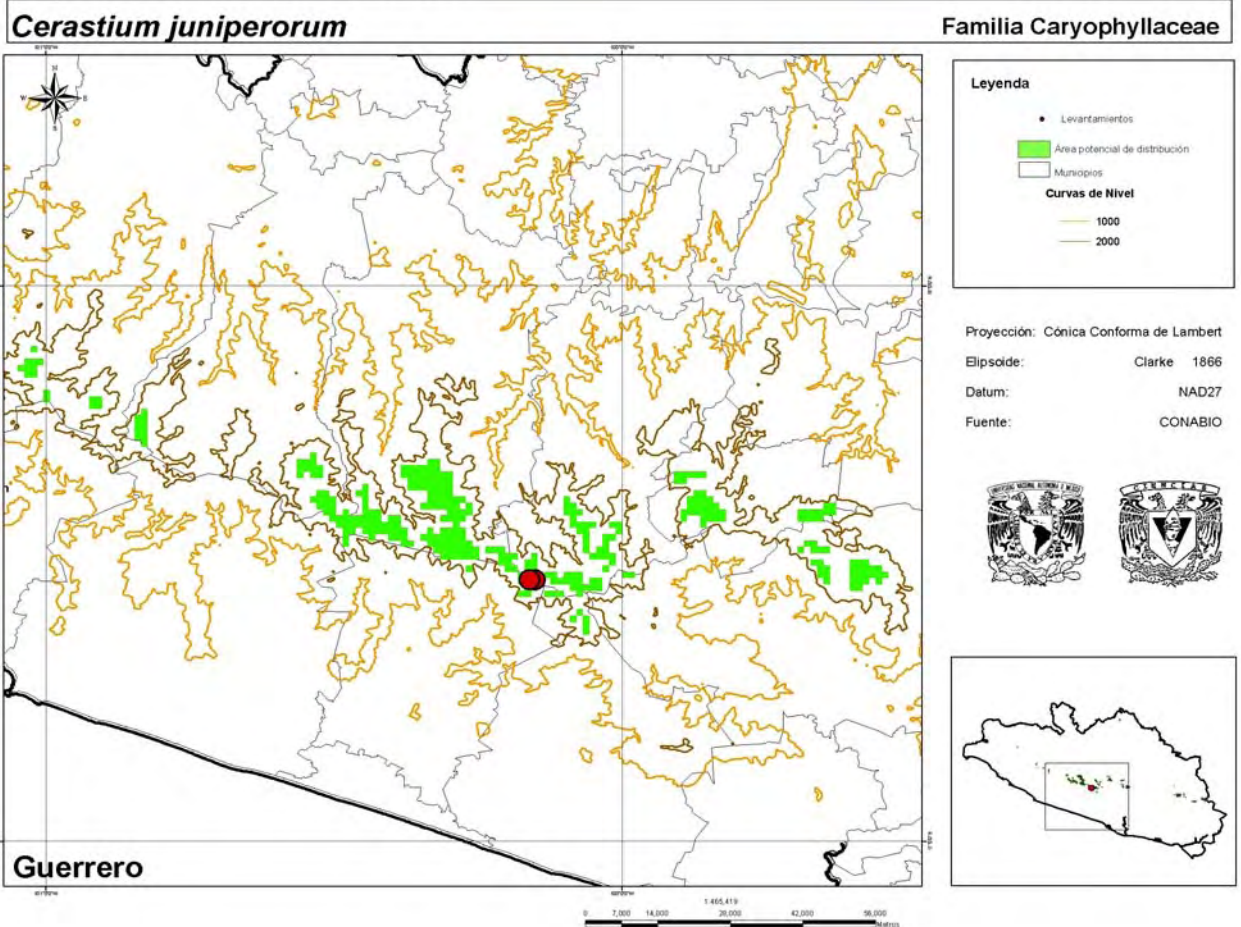 Cerastium juniperorum
Familia Caryophyllaceae
N
W
E
S
Leyenda
Levantamientos
Área potencial de distribución
Municipios
Curvas de Nivel
1000
2000
Proyección: Cónica Conforma de Lambert
Elipsoide: Clarke 1866
Datum: NAD27
Fuente: CONABIO
Guerrero
0 7,000 14,000 28,000 42,000 56,000
Metros